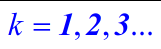 k = 1,2,3...